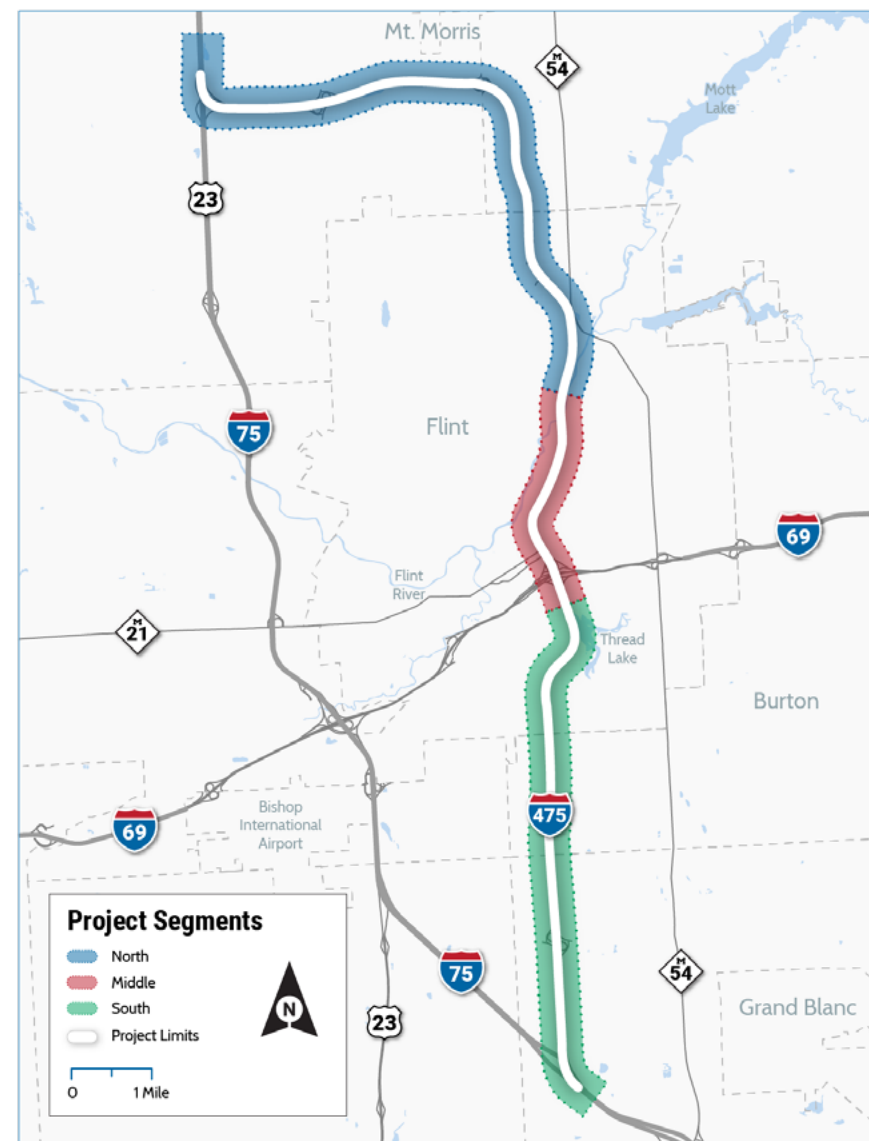 Mt. Morris
M
54
Mott
Lake
23
75
Flint
69
Flint
River
M
21
Thread
Lake
Burton
475
69
Bishop
International
Airport
Project Segments
North
Middle
South
Project Limits
N
0 1 Mile
75
23
M
54
Grand Blanc